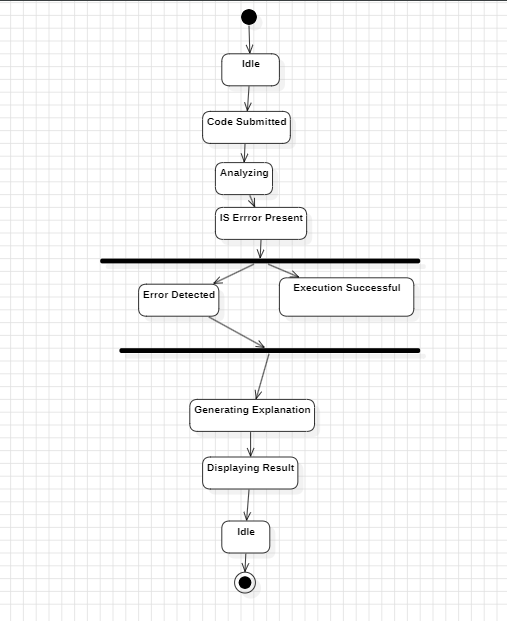 Idle
Code Submitted
Analyzing
IS Errror Present
Error Detected
Execution Successful
Generating Explanation
Displaying Result
Idle